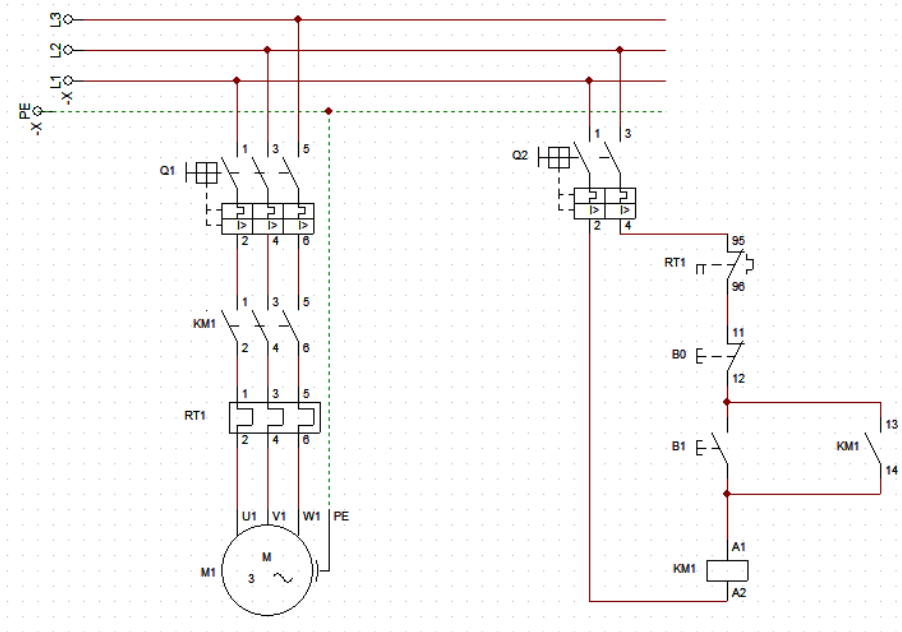 L3
L2
L1
-X
PE
-X
1 3 5
Q1
I> I> I>
2 4 6
1 3
Q2
I> I>
2 4
95
RT1
96
1 3 5
KM1
2 4 6
11
B0
12
1 3 5
RT1
2 4 6
13
B1
KM1
14
U1 V1 W1 PE
M
M1
3
A1
KM1
A2